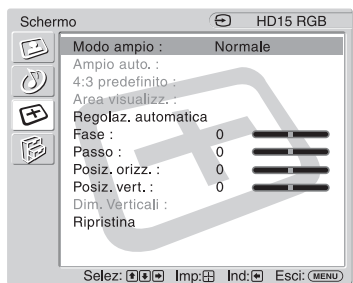 Schermo HD15 RGB
Modo ampio : Normale
Ampio auto. :
4:3 predefinito :
Area visualizz. :
Regolaz. automatica
Fase : 0
Passo : 0
Posiz. orizz. : 0
Posiz. vert. : 0
Dim. Verticali :
Ripristina
Selez: Imp: Ind: Esci: MENU